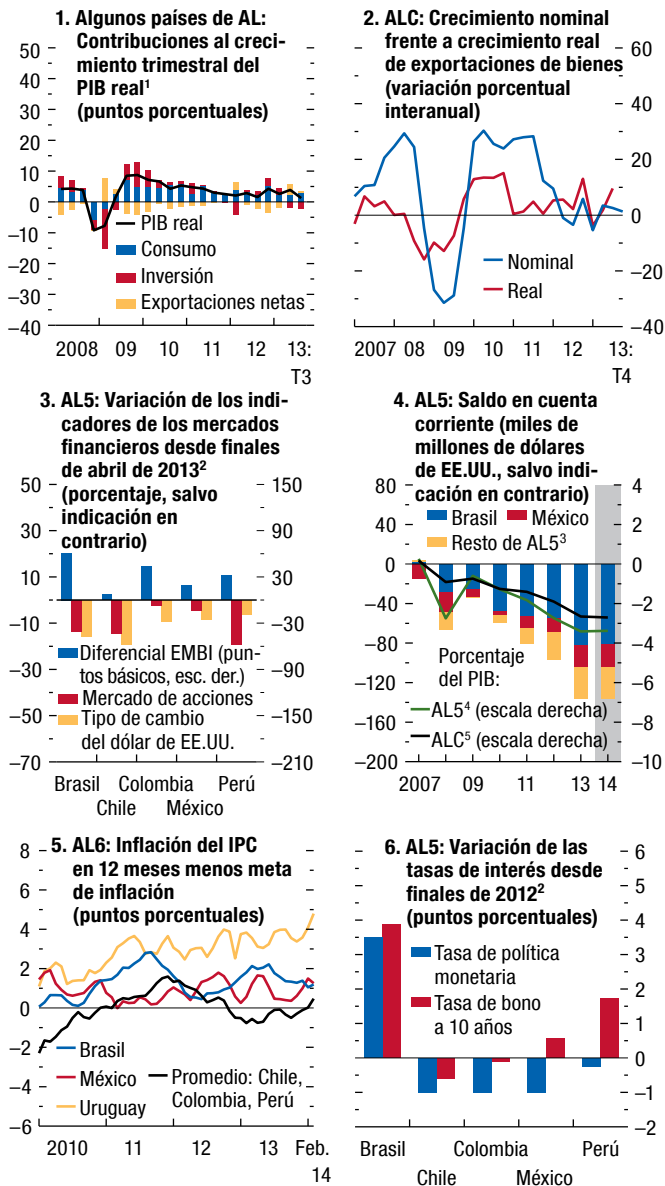 1. Algunos países de AL:
Contribuciones al creci-
miento trimestral del
PIB real¹
(puntos porcentuales)
50
40
30
20
10
0
–10
–20
–30
–40
PIB real
Consumo
Inversión
Exportaciones netas
2008 09 10 11 12 13:
T3
2. ALC: Crecimiento nominal
frente a crecimiento real
de exportaciones de bienes
(variación porcentual
interanual)
60
40
20
0
–20
–40
Nominal
Real
2007 08 09 10 11 12 13:
T4
3. AL5: Variación de los indi-
cadores de los mercados
financieros desde finales
de abril de 2013²
(porcentaje, salvo
indicación en
contrario)
50
30
10
–10
–30
–50
–70
150
90
30
–30
–90
–150
–210
Diferencial EMBI (pun-
tos básicos, esc. der.)
Mercado de acciones
Tipo de cambio
del dólar de EE.UU.
Brasil Colombia Perú
Chile México
4. AL5: Saldo en cuenta
corriente (miles de
millones de dólares
de EE.UU., salvo indi-
cación en contrario)
80
40
0
–40
–80
–120
–160
–200
4
2
0
–2
–4
–6
–8
–10
Brasil México
Resto de AL5³
Porcentaje
del PIB:
AL5⁴ (escala derecha)
ALC⁵ (escala derecha)
2007 09 11 13 14
5. AL6: Inflación del IPC
en 12 meses menos meta
de inflación
(puntos porcentuales)
8
6
4
2
0
–2
–4
–6
Brasil
México
Uruguay
Promedio: Chile,
Colombia, Perú
2010 11 12 13 Feb.
14
6. AL5: Variación de las
tasas de interés desde
finales de 2012²
(puntos porcentuales)
6
5
4
3
2
1
0
–1
–2
Tasa de política
monetaria
Tasa de bono
a 10 años
Brasil Colombia Perú
Chile México